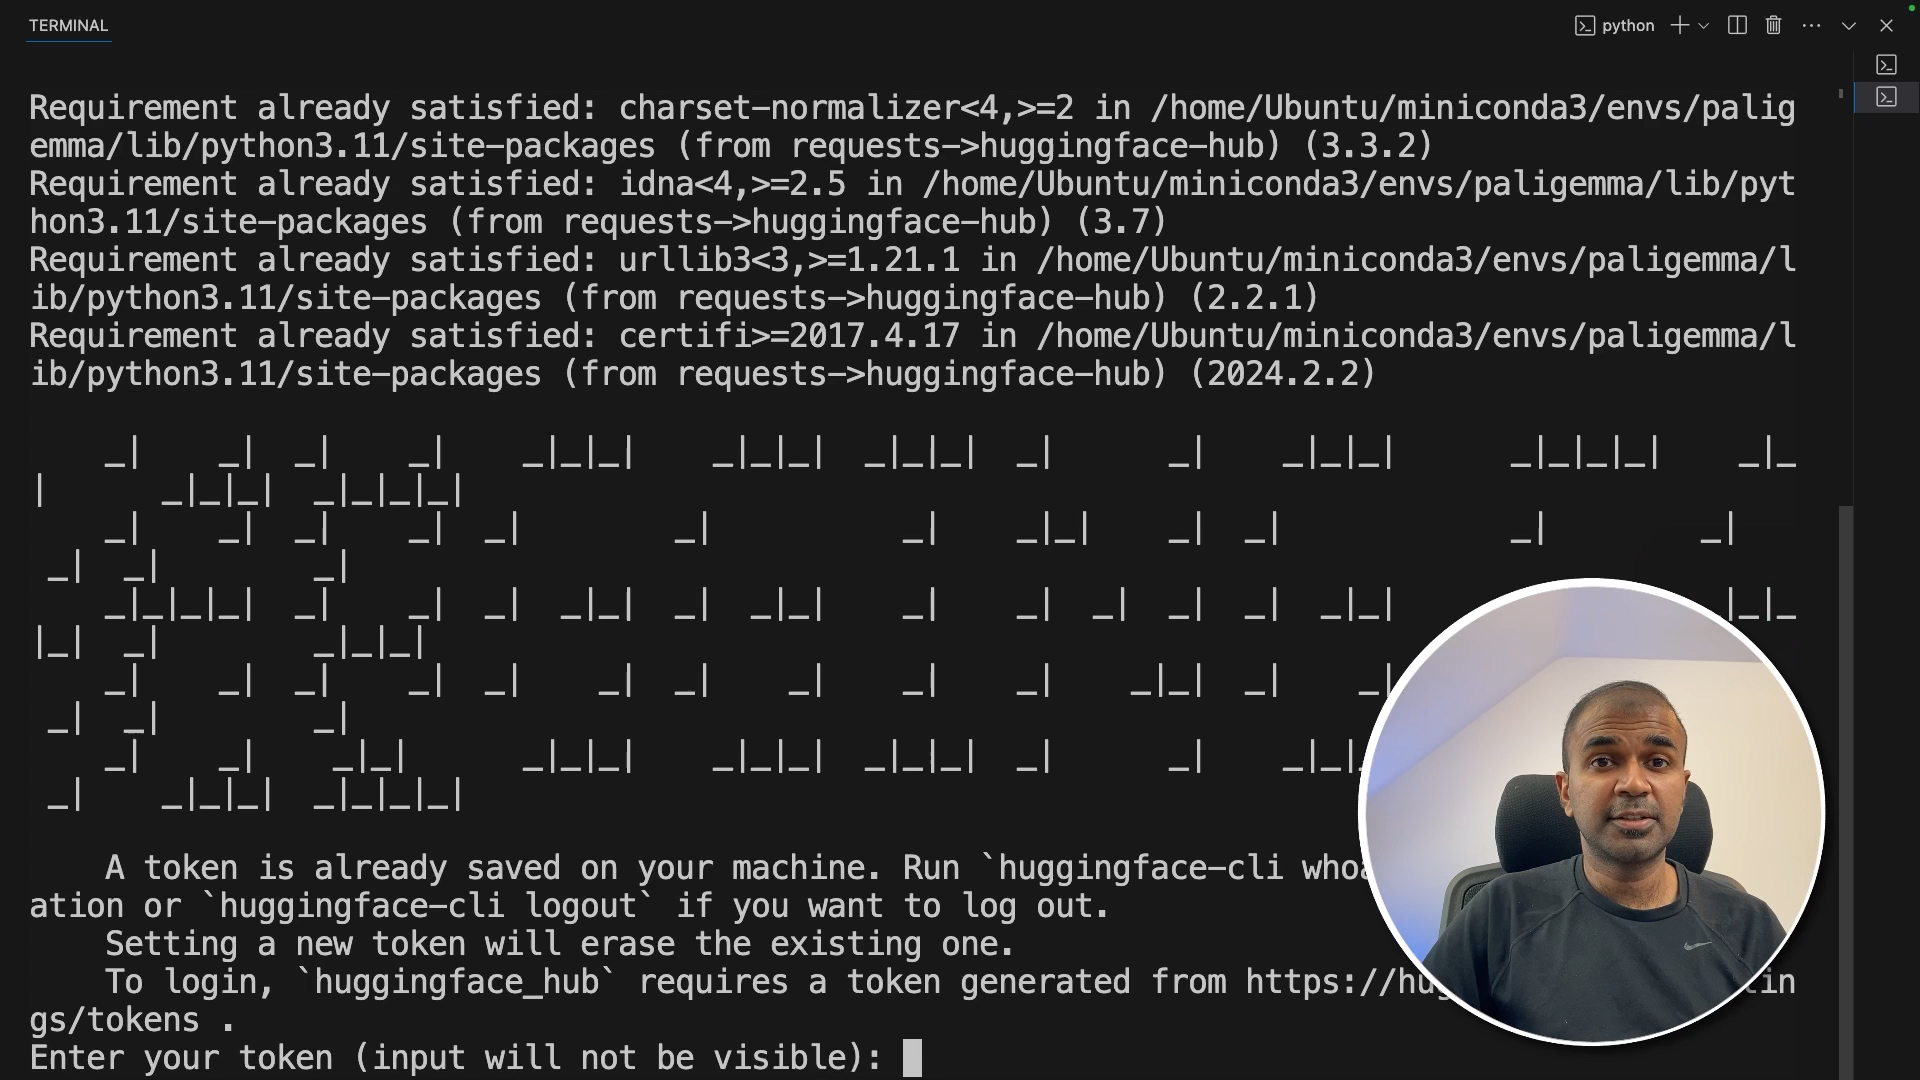 TERMINAL
python
Requirement already satisfied: charset-normalizer<4,>=2 in /home/Ubuntu/miniconda3/envs/palig
emma/lib/python3.11/site-packages (from requests->huggingface-hub) (3.3.2)
Requirement already satisfied: idna<4,>=2.5 in /home/Ubuntu/miniconda3/envs/paligemma/lib/pyt
hon3.11/site-packages (from requests->huggingface-hub) (3.7)
Requirement already satisfied: urllib3<3,>=1.21.1 in /home/Ubuntu/miniconda3/envs/paligemma/l
ib/python3.11/site-packages (from requests->huggingface-hub) (2.2.1)
Requirement already satisfied: certifi>=2017.4.17 in /home/Ubuntu/miniconda3/envs/paligemma/l
ib/python3.11/site-packages (from requests->huggingface-hub) (2024.2.2)
A token is already saved on your machine. Run `huggingface-cli
ation or `huggingface-cli logout` if you want to log out.
Setting a new token will erase the existing one.
To login, `huggingface_hub` requires a token generated from https://hu tin
gs/tokens .
Enter your token (input will not be visible):